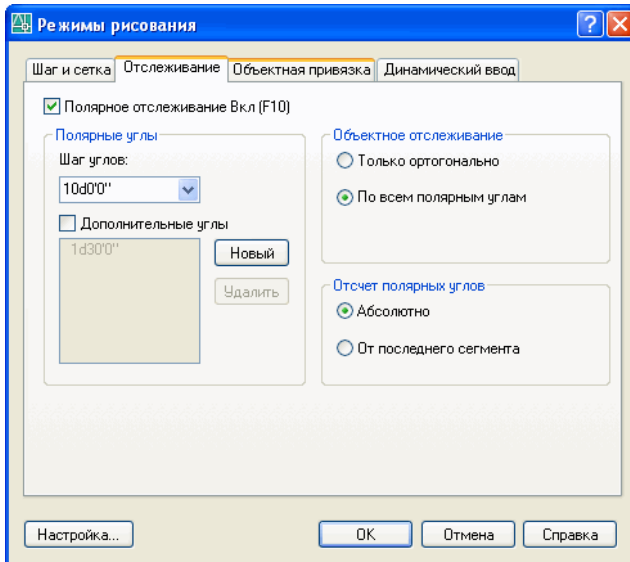 Режимы рисования
Шаг и сетка
Отслеживание
Объектная привязка
Динамический ввод
Полярное отслеживание Вкл (F10)
Полярные углы
Шаг углов:
10d0'0"
Дополнительные углы
1d30'0"
Новый
Удалить
Объектное отслеживание
Только ортогонально
По всем полярным углам
Отсчет полярных углов
Абсолютно
От последнего сегмента
Настройка...
OK
Отмена
Справка